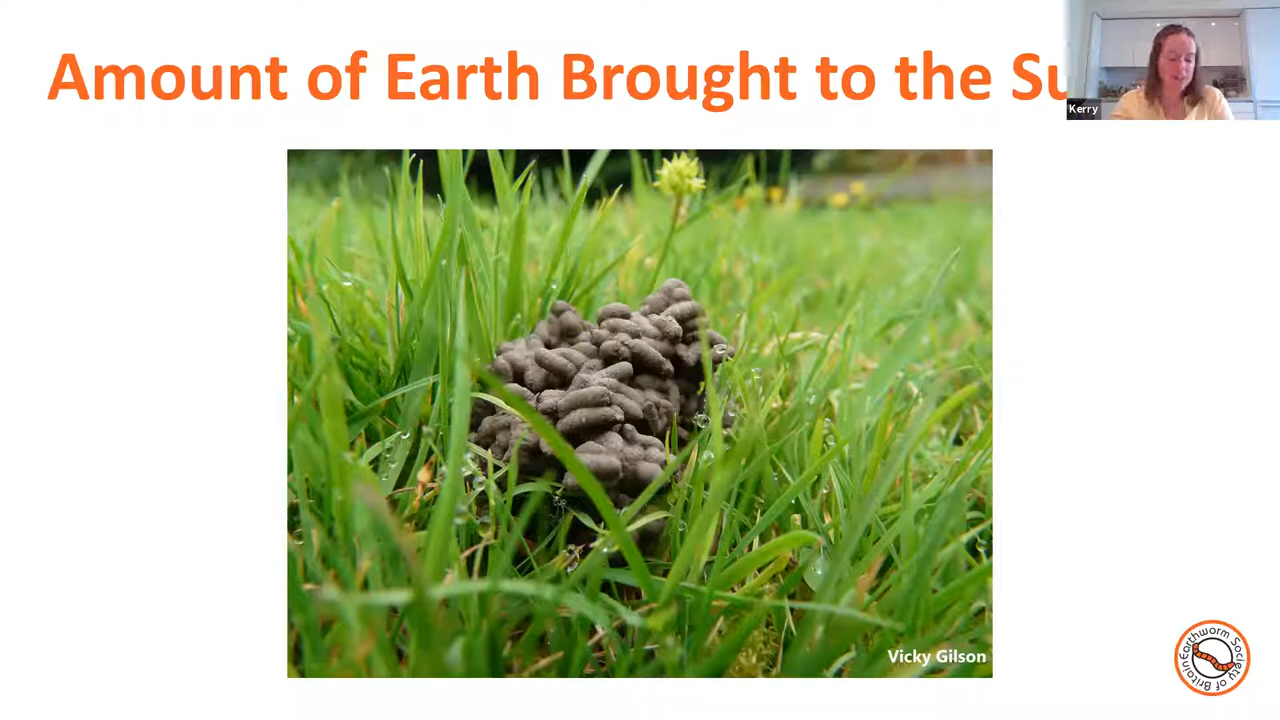 Amount of Earth Brought to the Su
Kerry
Vicky Gilson
Earthworm Society of Britain